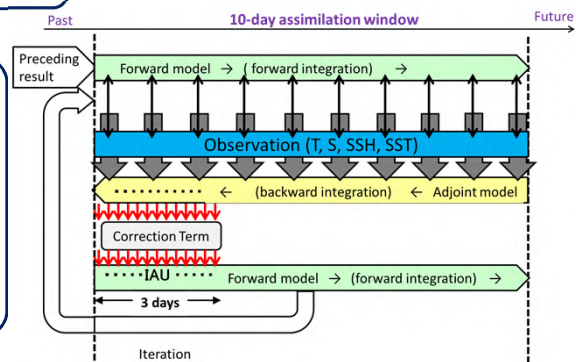 Past
10-day assimilation window
Future
Preceding
result
Forward model → ( forward integration) →
Observation (T, S, SSH, SST)
← (backward integration) ← Adjoint model
Correction Term
IAU
Forward model → (forward integration) →
3 days
Iteration